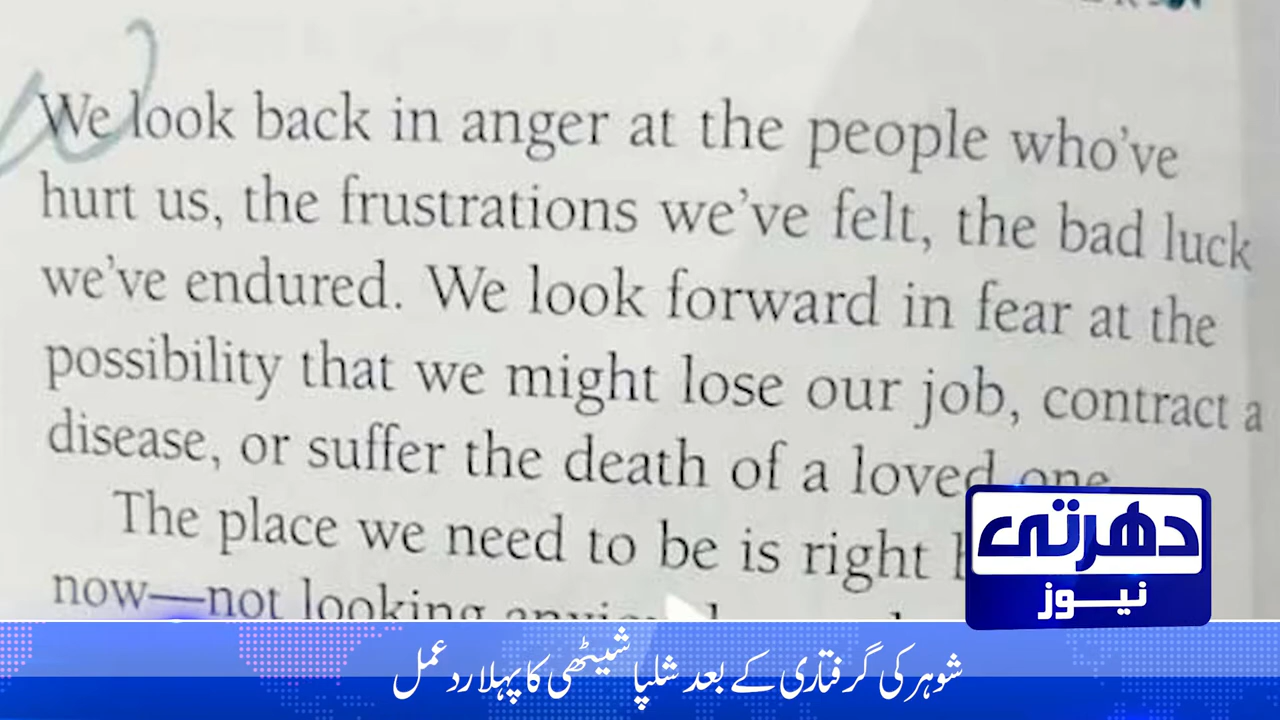 We look back in anger at the people who've
hurt us, the frustrations we've felt, the bad luck
we've endured. We look forward in fear at the
possibility that we might lose our job, contract a
disease, or suffer the death of a loved one
The place we need to be is right
now—not looking
دھرتی
نیوز
شوہر کی گرفتاری کے بعد شلپا شیٹھی کا پہلا رد عمل